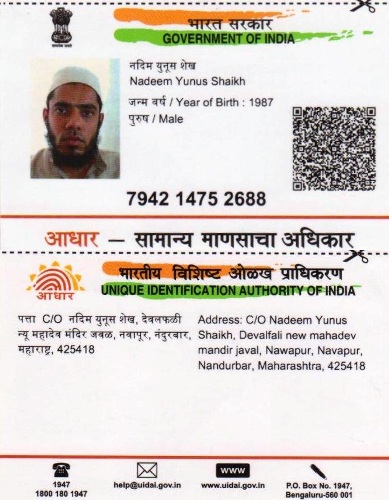 भारत सरकार
GOVERNMENT OF INDIA
नदिम युनूस शेख
Nadeem Yunus Shaikh
जन्म वर्ष / Year of Birth : 1987
पुरुष / Male
7942 1475 2688
आधार – सामान्य माणसाचा अधिकार
भारतीय विशिष्ट ओळख प्राधिकरण
UNIQUE IDENTIFICATION AUTHORITY OF INDIA
आधार
पत्ता C/O नदिम युनूस शेख, देवलफळी
न्यू महादेव मंदिर जवळ, नवापूर, नंदुरबार,
महाराष्ट्र, 425418
Address: C/O Nadeem Yunus
Shaikh, Devalfali new mahadev
mandir javal, Nawapur, Navapur,
Nandurbar, Maharashtra, 425418
1947
1800 180 1947
help@uidai.gov.in
www
www.uidai.gov.in
P.O. Box No. 1947,
Bengaluru-560 001